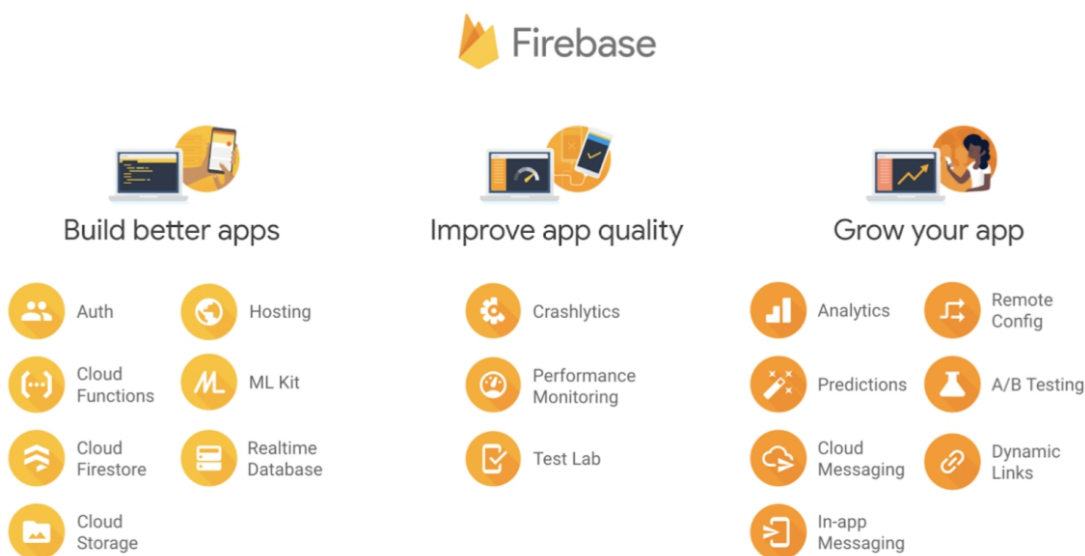 Firebase
Build better apps
Improve app quality
Grow your app
Auth
Hosting
Cloud
Functions
ML Kit
Cloud
Firestore
Realtime
Database
Cloud
Storage
Crashlytics
Performance
Monitoring
Test Lab
Analytics
Remote
Config
Predictions
A/B Testing
Cloud
Messaging
Dynamic
Links
In-app
Messaging